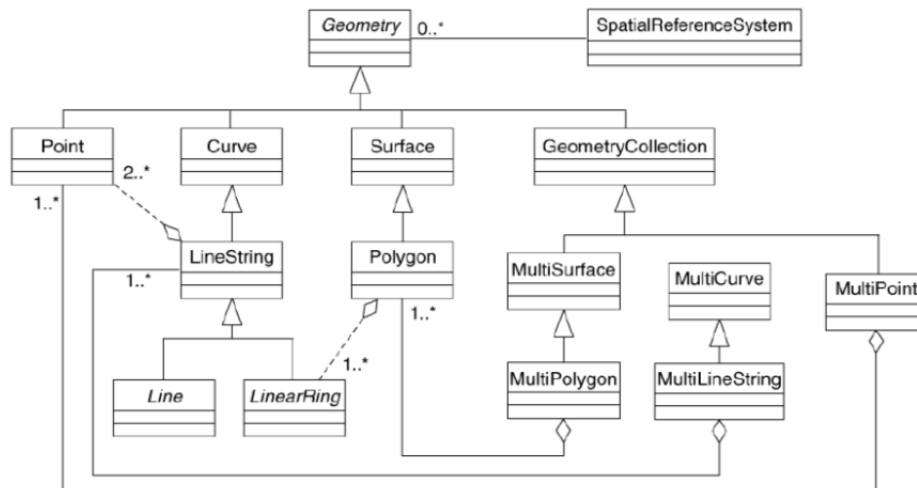 Geometry
0..*
SpatialReferenceSystem
Point
Curve
Surface
GeometryCollection
2..*
1..*
LineString
Polygon
MultiSurface
MultiCurve
MultiPoint
1..*
1..*
1..*
Line
LinearRing
MultiPolygon
MultiLineString